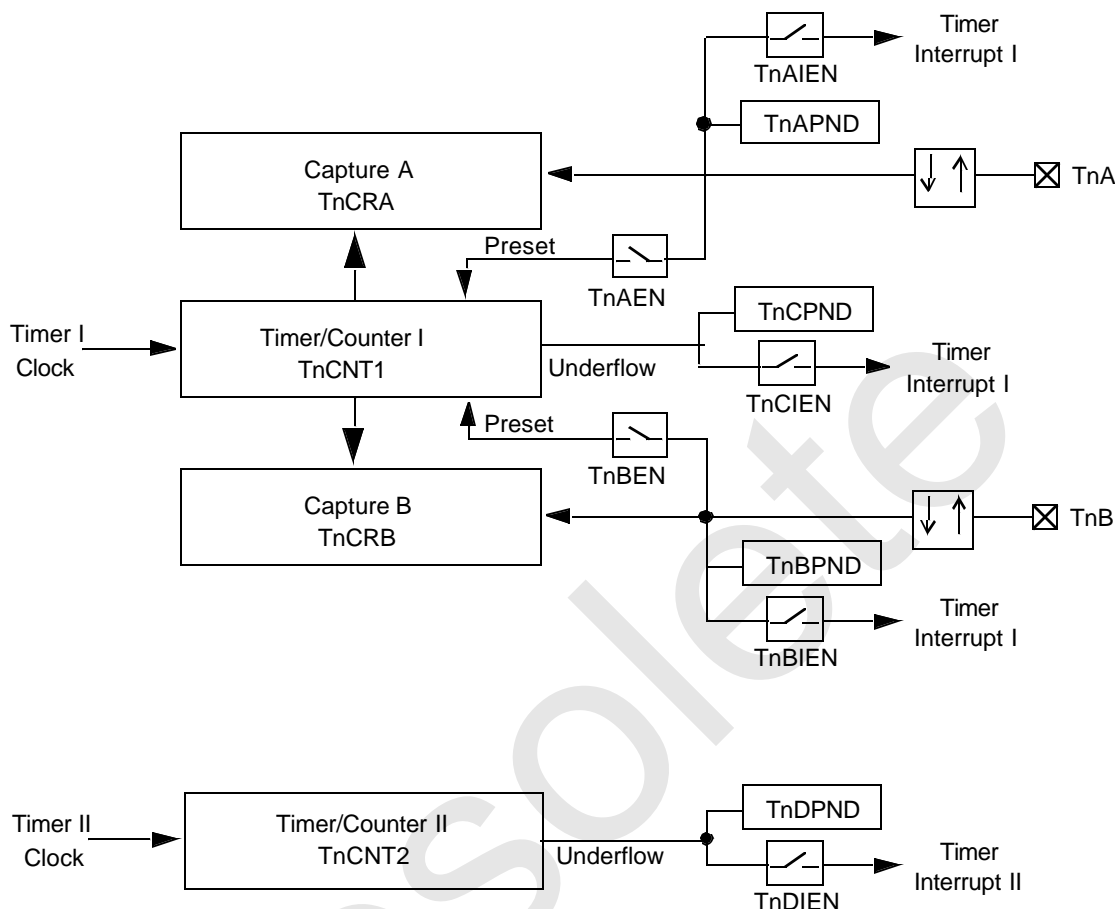 Timer
Interrupt I
TnAIEN
TnAPND
Capture A
TnCRA
TnA
Preset
TnAEN
TnCPND
Timer I
Clock
Timer/Counter I
TnCNT1
Underflow
Timer
Interrupt I
TnCIEN
Preset
TnBEN
Capture B
TnCRB
TnB
TnBPND
Timer
Interrupt I
TnBIEN
TnDPND
Timer II
Clock
Timer/Counter II
TnCNT2
Underflow
Timer
Interrupt II
TnDIEN
solete